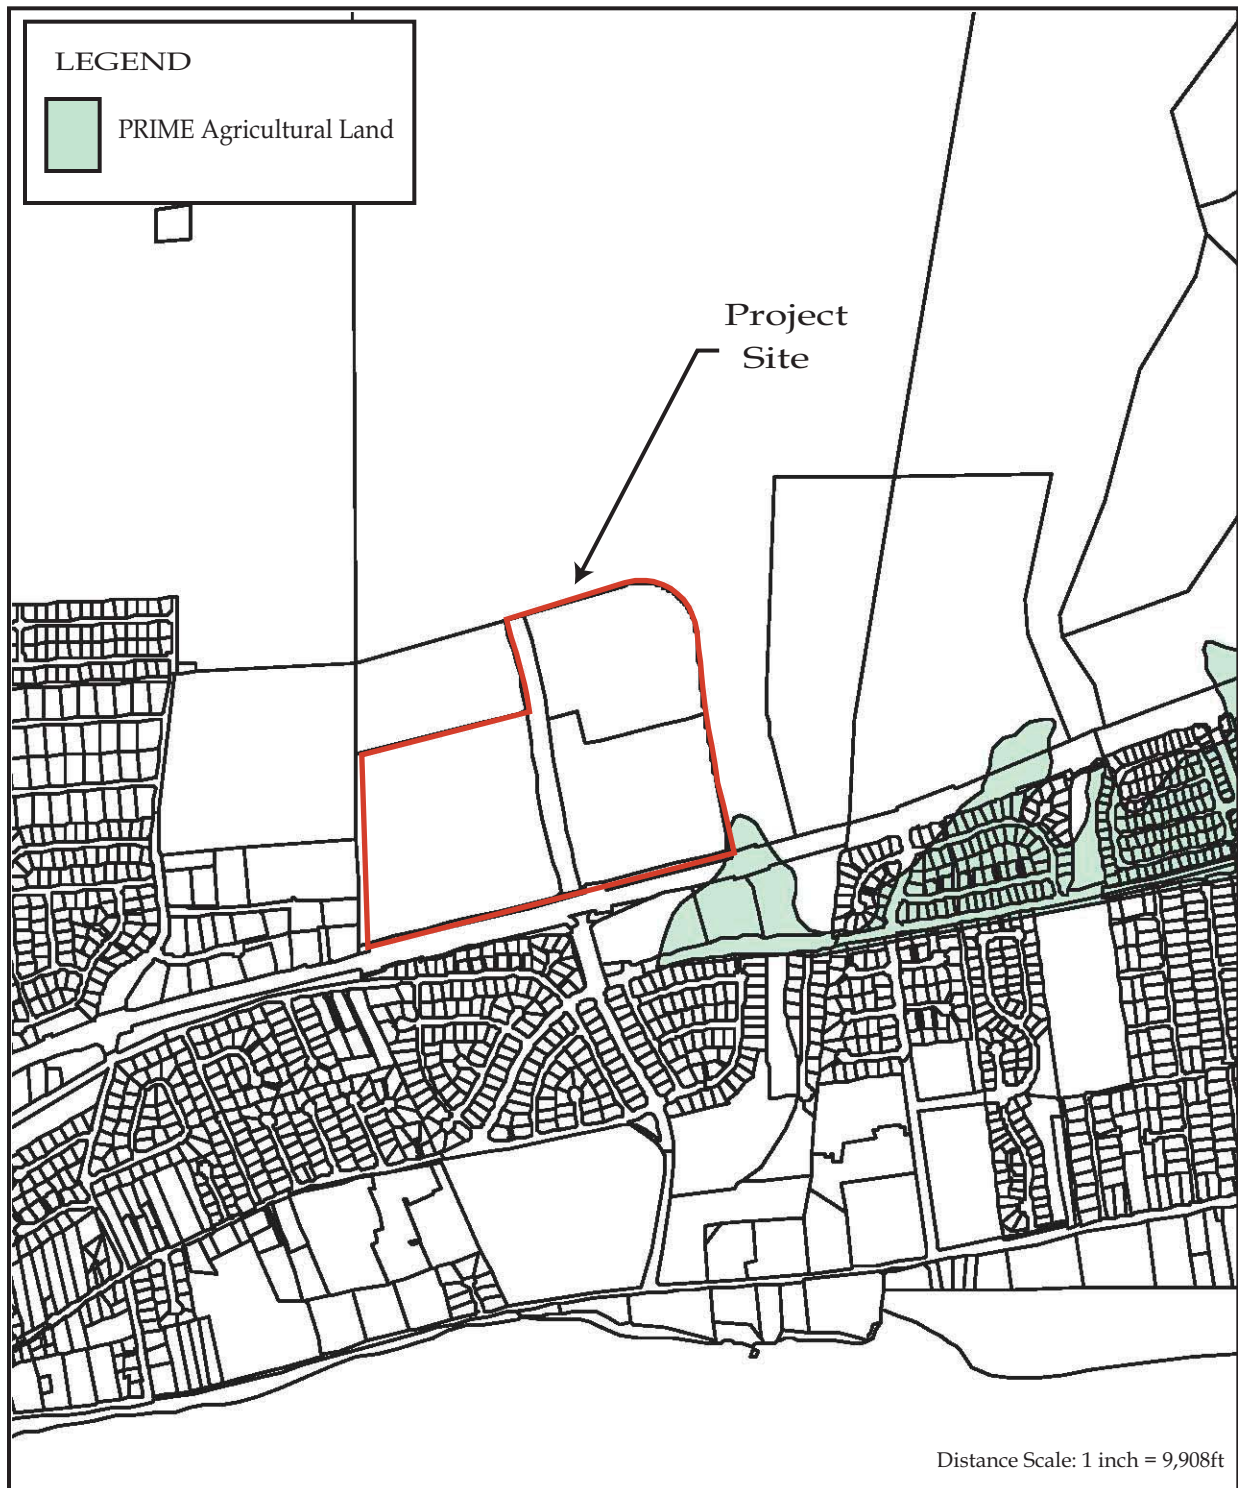 LEGEND
PRIME Agricultural Land
Project
Site
Distance Scale: 1 inch = 9,908ft